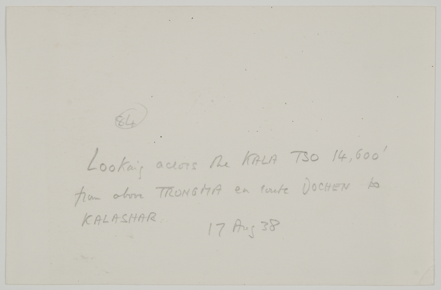 84
Looking across the KALA TSO 14,600'
from above TRONGMA en route DOCHEN to
KALASHAR.
17 Aug 38